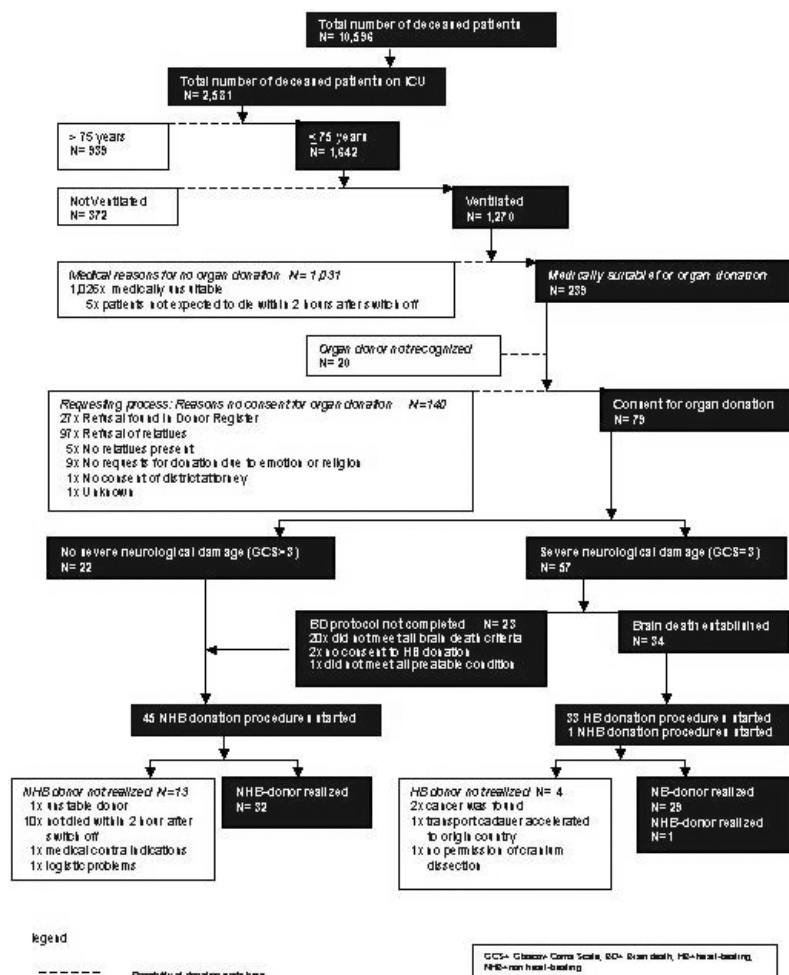 Total number of deceased patients
N= 10,596
Total number of deceased patients on ICU
N= 2,581
> 75 years
N= 939
≤75 years
N= 1,642
Not Ventilated
N= 372
Ventilated
N= 1,270
Medical reasons for no organ donation N= 1,031
1,026x medically unsuitable
5x patients not expected to die within 2 hours after switch off
Medically suitable for organ donation
N= 239
Organ donor not recognized
N= 20
Requesting process: Reasons no consent for organ donation N=140
27x Refusal found in Donor Register
97x Refusal of relatives
5x No relatives present
9x No requests for donation due to emotion or religion
1x No consent of district attorney
1x Unknown
Consent for organ donation
N= 79
No severe neurological damage (GCS>3)
N= 22
Severe neurological damage (GCS=3)
N= 57
BD protocol not completed N= 23
20x did not meet all brain death criteria
2x no consent to HB donation
1x did not meet all preatable condition
Brain death established
N= 34
45 NHB donation procedures started
33 HB donation procedures started
1 NHB donation procedures started
NHB donor not realized N=13
1x unstable donor
10x not died within 2 hour after
switch off
1x medical contra indications
1x logistic problems
NHB-donor realized
N= 32
HB donor not realized N= 4
2x cancer was found
1x transport cadauer accelerated
to origin country
1x no permission of cranium
dissection
NB-donor realized
N= 29
NHB-donor realized
N=1
legend
GCS= Glasgow Coma Scale, BD= Brain death, HB=heart-beating,
NHB=non heart-beating